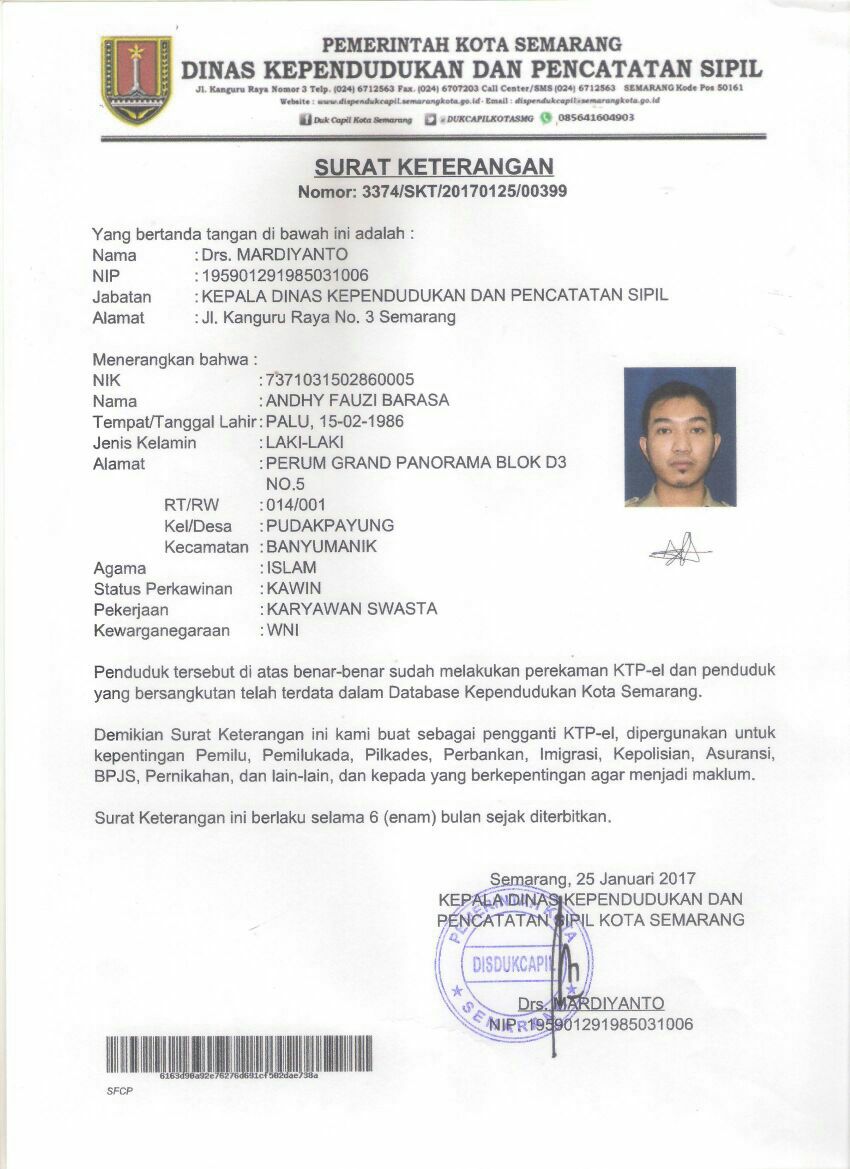 PEMERINTAH KOTA SEMARANG
DINAS KEPENDUDUKAN DAN PENCATATAN SIPIL
Jl. Kanguru Raya Nomor 3 Telp. (024) 6712563 Fax. (024) 6707203 Call Center/SMS (024) 6712563 SEMARANG Kode Pos 50161
Website : www.dispendukcapil.semarangkota.go.id - Email : dispendukcapil@semarangkota.go.id
Duk Capil Kota Semarang @DUKCAPILKOTASMG 085641604903
SURAT KETERANGAN
Nomor: 3374/SKT/20170125/00399
Yang bertanda tangan di bawah ini adalah :
Nama : Drs. MARDIYANTO
NIP : 195901291985031006
Jabatan : KEPALA DINAS KEPENDUDUKAN DAN PENCATATAN SIPIL
Alamat : Jl. Kanguru Raya No. 3 Semarang
Menerangkan bahwa :
NIK : 7371031502860005
Nama : ANDHY FAUZI BARASA
Tempat/Tanggal Lahir : PALU, 15-02-1986
Jenis Kelamin : LAKI-LAKI
Alamat : PERUM GRAND PANORAMA BLOK D3
NO.5
RT/RW : 014/001
Kel/Desa : PUDAKPAYUNG
Kecamatan : BANYUMANIK
Agama : ISLAM
Status Perkawinan : KAWIN
Pekerjaan : KARYAWAN SWASTA
Kewarganegaraan : WNI
Penduduk tersebut di atas benar-benar sudah melakukan perekaman KTP-el dan penduduk
yang bersangkutan telah terdata dalam Database Kependudukan Kota Semarang.
Demikian Surat Keterangan ini kami buat sebagai pengganti KTP-el, dipergunakan untuk
kepentingan Pemilu, Pemilukada, Pilkades, Perbankan, Imigrasi, Kepolisian, Asuransi,
BPJS, Pernikahan, dan lain-lain, dan kepada yang berkepentingan agar menjadi maklum.
Surat Keterangan ini berlaku selama 6 (enam) bulan sejak diterbitkan.
Semarang, 25 Januari 2017
KEPALA DINAS KEPENDUDUKAN DAN
PENCATATAN SIPIL KOTA SEMARANG
PEMERINTAH KOTA
DISDUKCAPIL
SEMARANG
Drs. MARDIYANTO
NIP. 195901291985031006
6163d90a92e76276d691cf502dae738a
SFCP